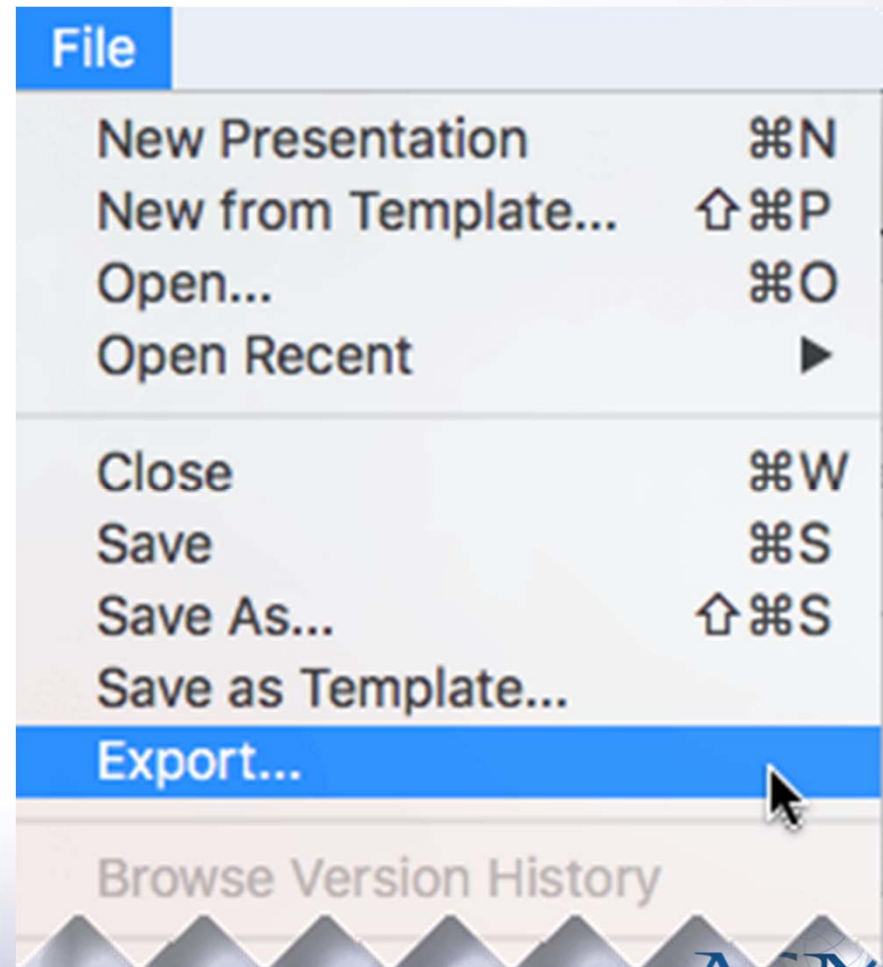 File
New Presentation ⌘N
New from Template... ⇧⌘P
Open... ⌘O
Open Recent ▶
Close ⌘W
Save ⌘S
Save As... ⇧⌘S
Save as Template...
Export...
Browse Version History